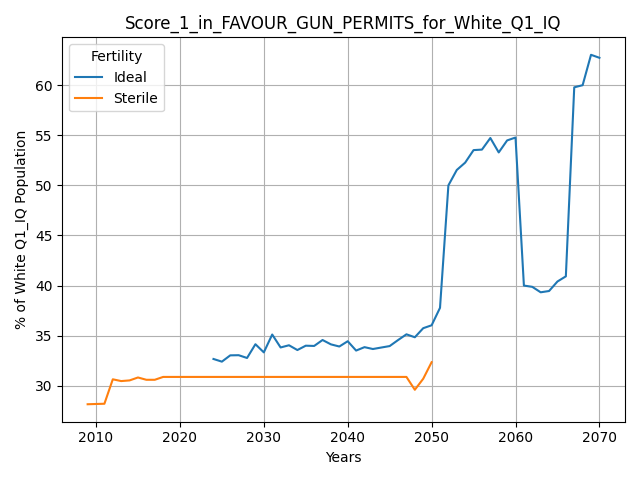 Score_1_in_FAVOUR_GUN_PERMITS_for_White_Q1_IQ
Fertility
Ideal
Sterile
% of White Q1_IQ Population
60
55
50
45
40
35
30
2010 2020 2030 2040 2050 2060 2070
Years